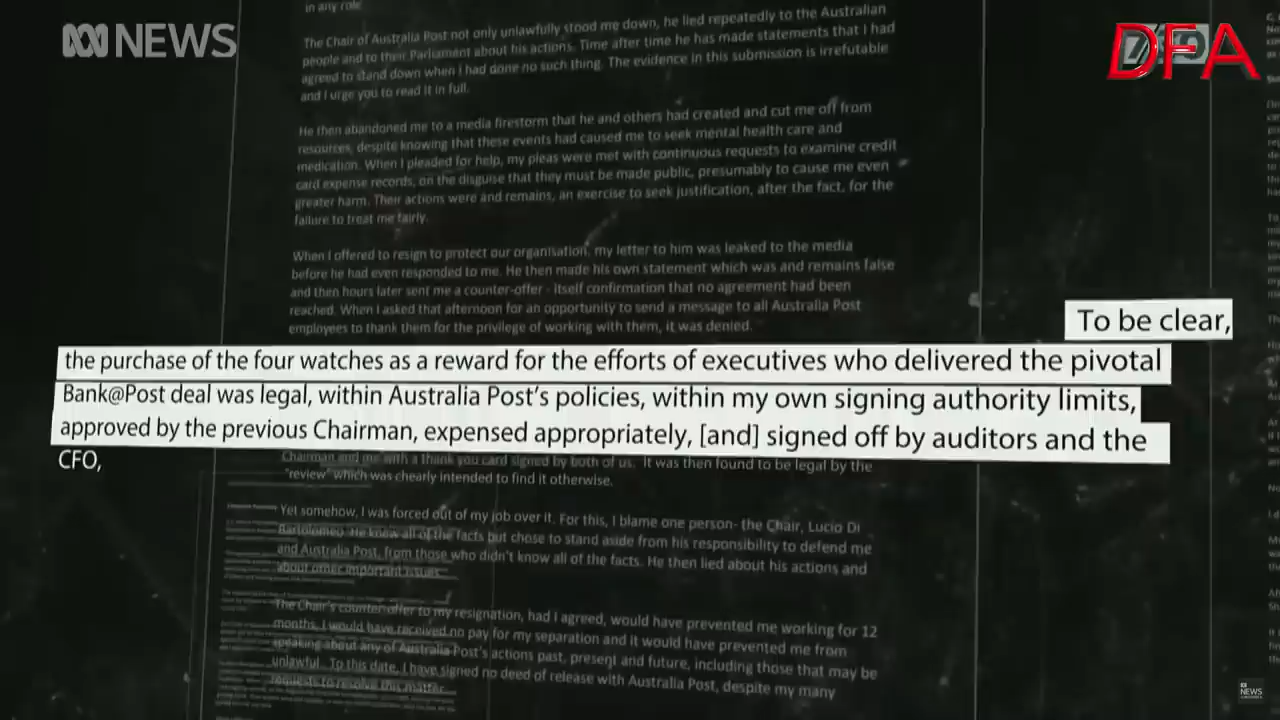 ABC NEWS
DFA
in any role
The Chair of Australia Post not only unlawfully stood me down, he lied repeatedly to the Australian
people and to their Parliament about his actions. Time after time he has made statements that I had
agreed to stand down when I had done no such thing. The evidence in this submission is irrefutable
and I urge you to read it in full.
He then abandoned me to a media firestorm that he and others had created and cut me off from
resources, despite knowing that these events had caused me to seek mental health care and
medication. When I pleaded for help, my pleas were met with continuous requests to examine credit
card expense records, on the disguise that they must be made public, presumably to cause me even
greater harm. Their actions were and remains, an exercise to seek justification, after the fact, for the
failure to treat me fairly.
When I offered to resign to protect our organisation, my letter to him was leaked to the media
before he had even responded to me. He then made his own statement which was and remains false
and then hours later sent me a counter-offer - itself confirmation that no agreement had been
reached. When I asked that afternoon for an opportunity to send a message to all Australia Post
employees to thank them for the privilege of working with them, it was denied.
To be clear,
the purchase of the four watches as a reward for the efforts of executives who delivered the pivotal
Bank@Post deal was legal, within Australia Post's policies, within my own signing authority limits,
approved by the previous Chairman, expensed appropriately, [and] signed off by auditors and the
CFO,
Chairman and me with a thank you card signed by both of us. It was then found to be legal by the
"review" which was clearly intended to find it otherwise.
Yet somehow, I was forced out of my job over it. For this, I blame one person- the Chair, Lucio Di
Bartolomeo. He knew all of the facts but chose to stand aside from his responsibility to defend me
and Australia Post, from those who didn't know all of the facts. He then lied about his actions and
about other important issues.
The Chair's counter offer to my resignation, had I agreed, would have prevented me working for 12
months. I would have received no pay for my separation and it would have prevented me from
speaking about any of Australia Post's actions past, present and future, including those that may be
unlawful. To this date, I have signed no deed of release with Australia Post, despite my many
requests to resolve this matter.
NEWS